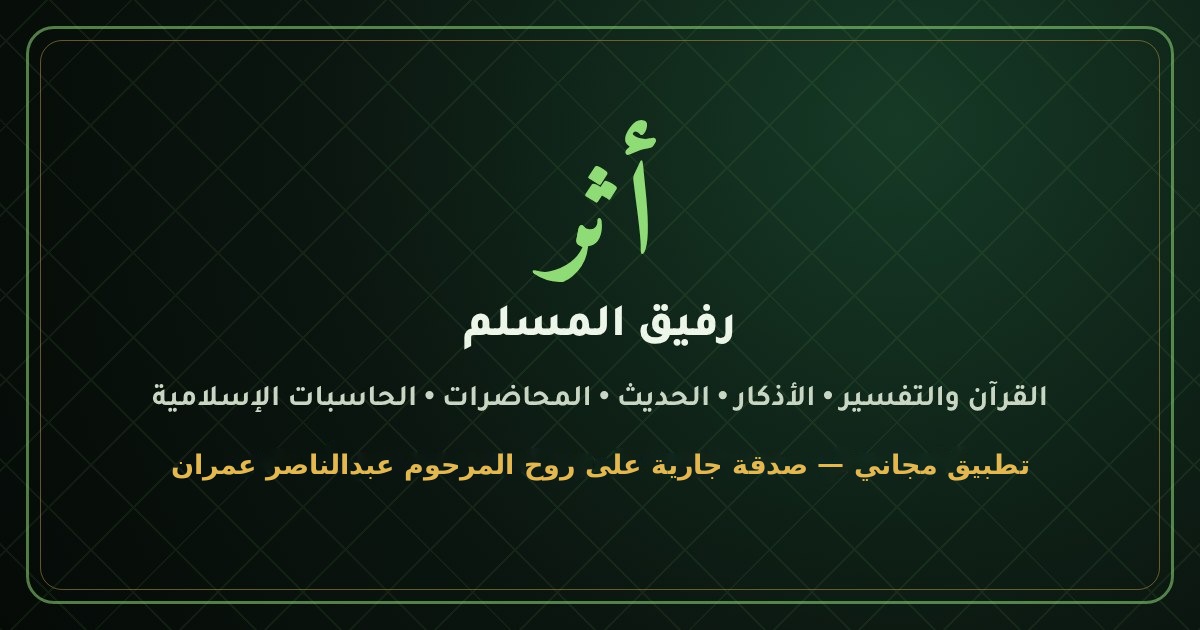 أثر
رفيق المسلم
القرآن والتفسير • الأذكار • الحديث • المحاضرات • الحاسبات الإسلامية
تطبيق مجاني — صدقة جارية على روح المرحوم عبدالناصر عمران